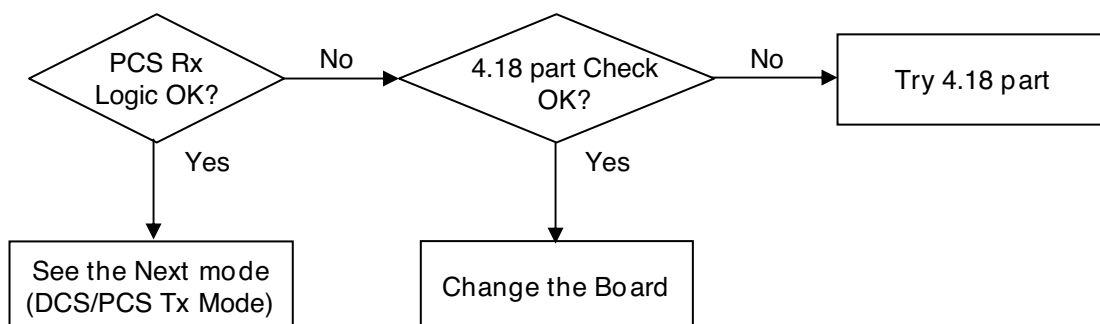 PCS Rx
Logic OK?
No
4.18 part Check
OK?
No
Try 4.18 part
Yes
Yes
See the Next mode
(DCS/PCS Tx Mode)
Change the Board